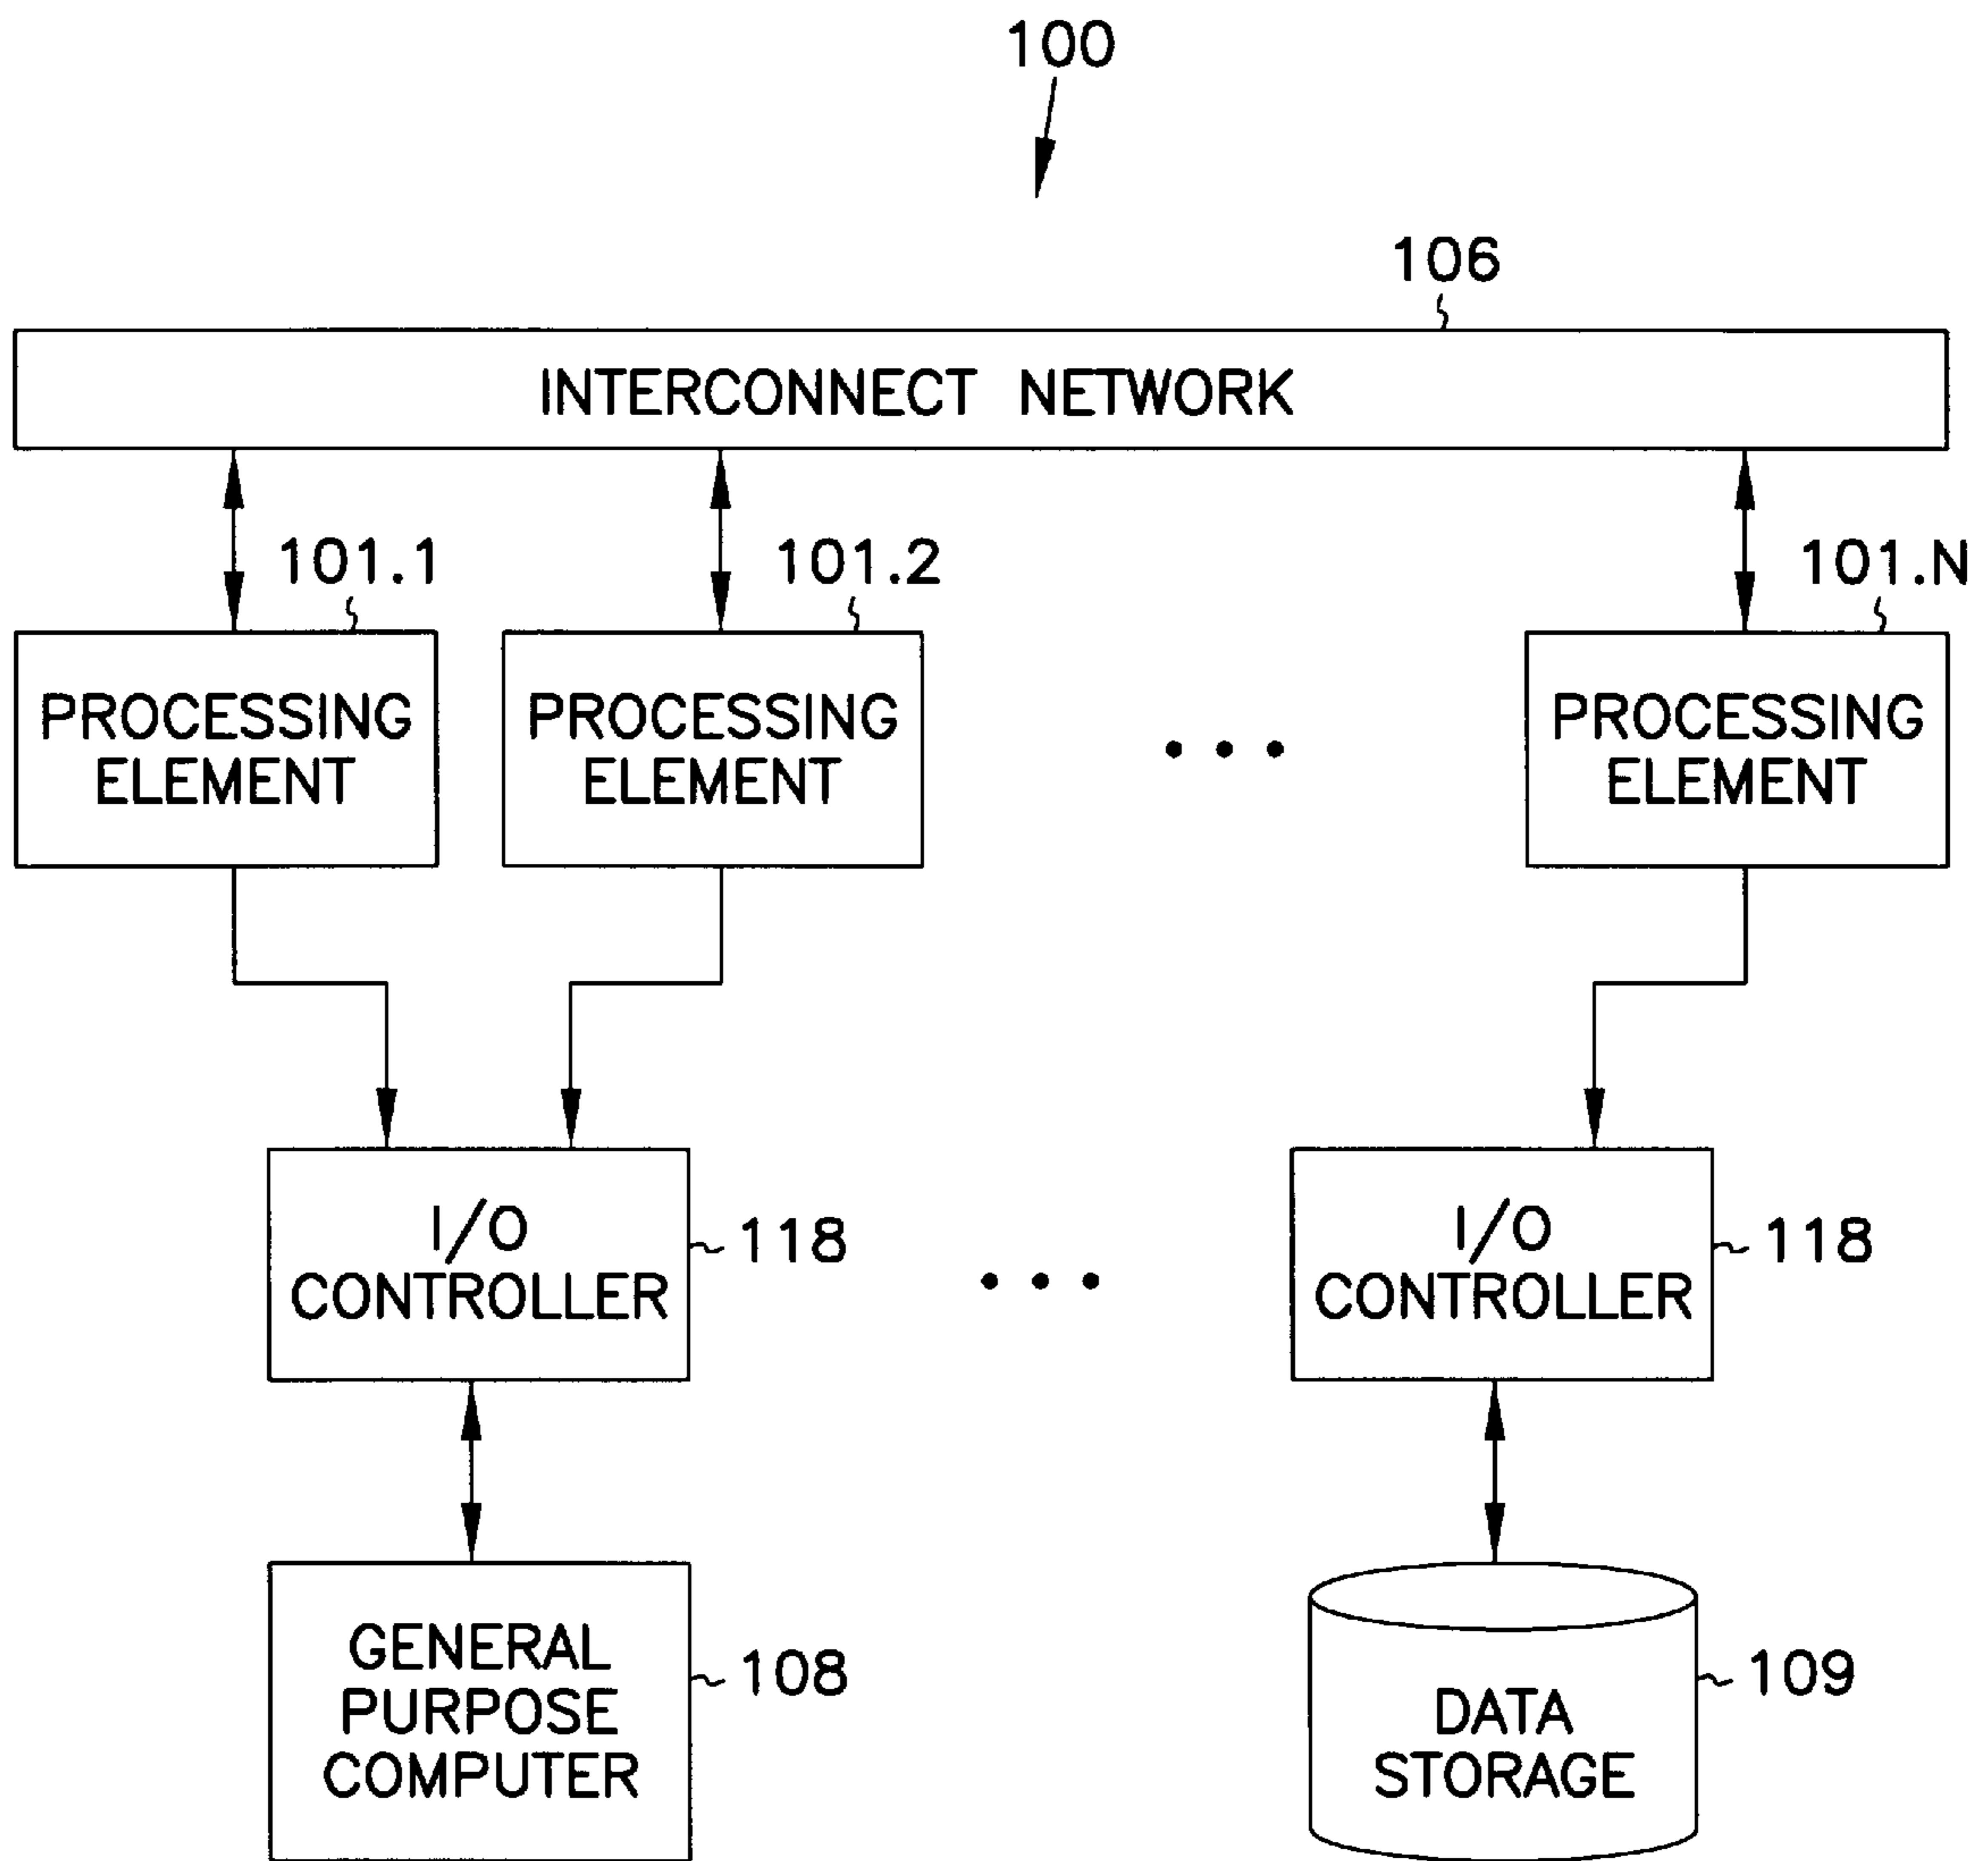 100
106
INTERCONNECT NETWORK
101.1
101.2
101.N
PROCESSING
ELEMENT
PROCESSING
ELEMENT
PROCESSING
ELEMENT
I/O
CONTROLLER
118
I/O
CONTROLLER
118
GENERAL
PURPOSE
COMPUTER
108
DATA
STORAGE
109